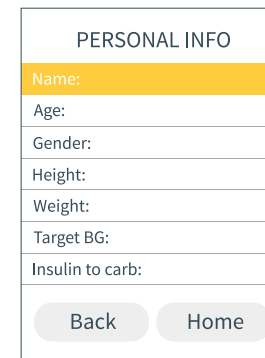 PERSONAL INFO
Name:
Age:
Gender:
Height:
Weight:
Target BG:
Insulin to carb:
Back Home